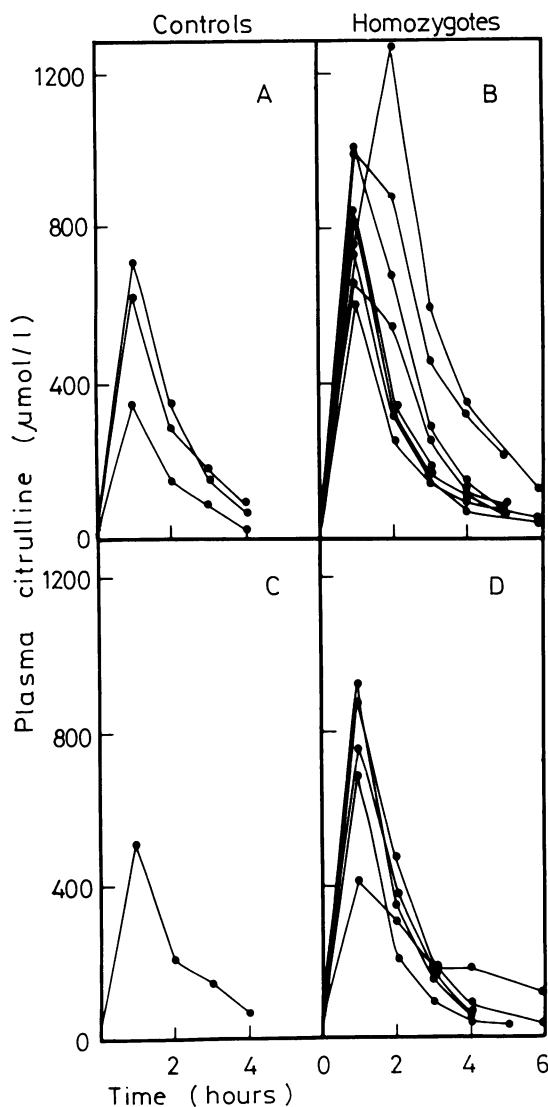 Controls Homozygotes
1200 A B
800
400
0
1200 C D
800
400
0
2 4 0 2 4 6
Time (hours)
Plasma citrulline (µmol/l)